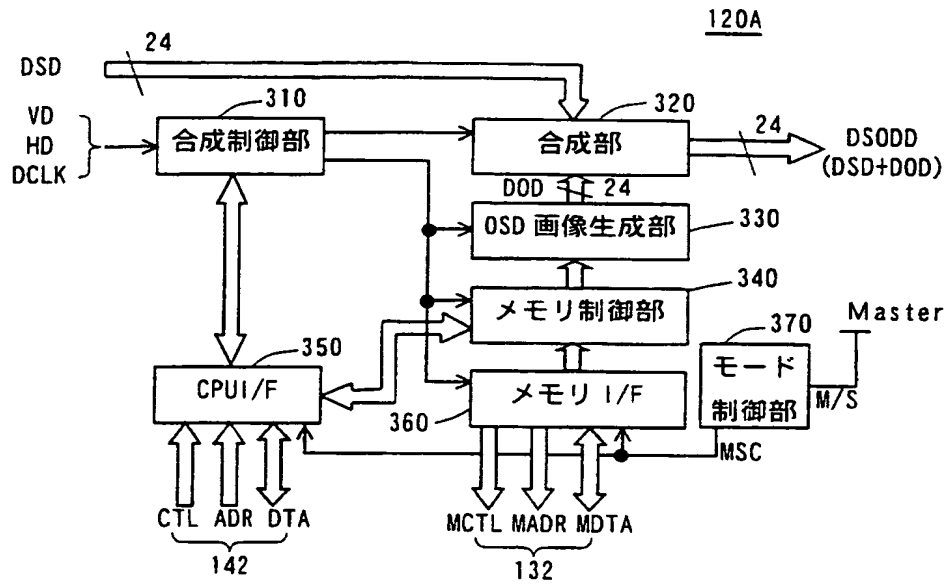 120A
DSD
24
VD
HD
DCLK
310
合成制御部
320
合成部
24
DSODD
(DSD+DOD)
DOD
24
OSD 画像生成部
330
メモリ制御部
340
370
Master
モード
制御部
M/S
350
CPUI/F
メモリ I/F
360
MSC
CTL ADR DTA
142
MCTL MADR MDTA
132